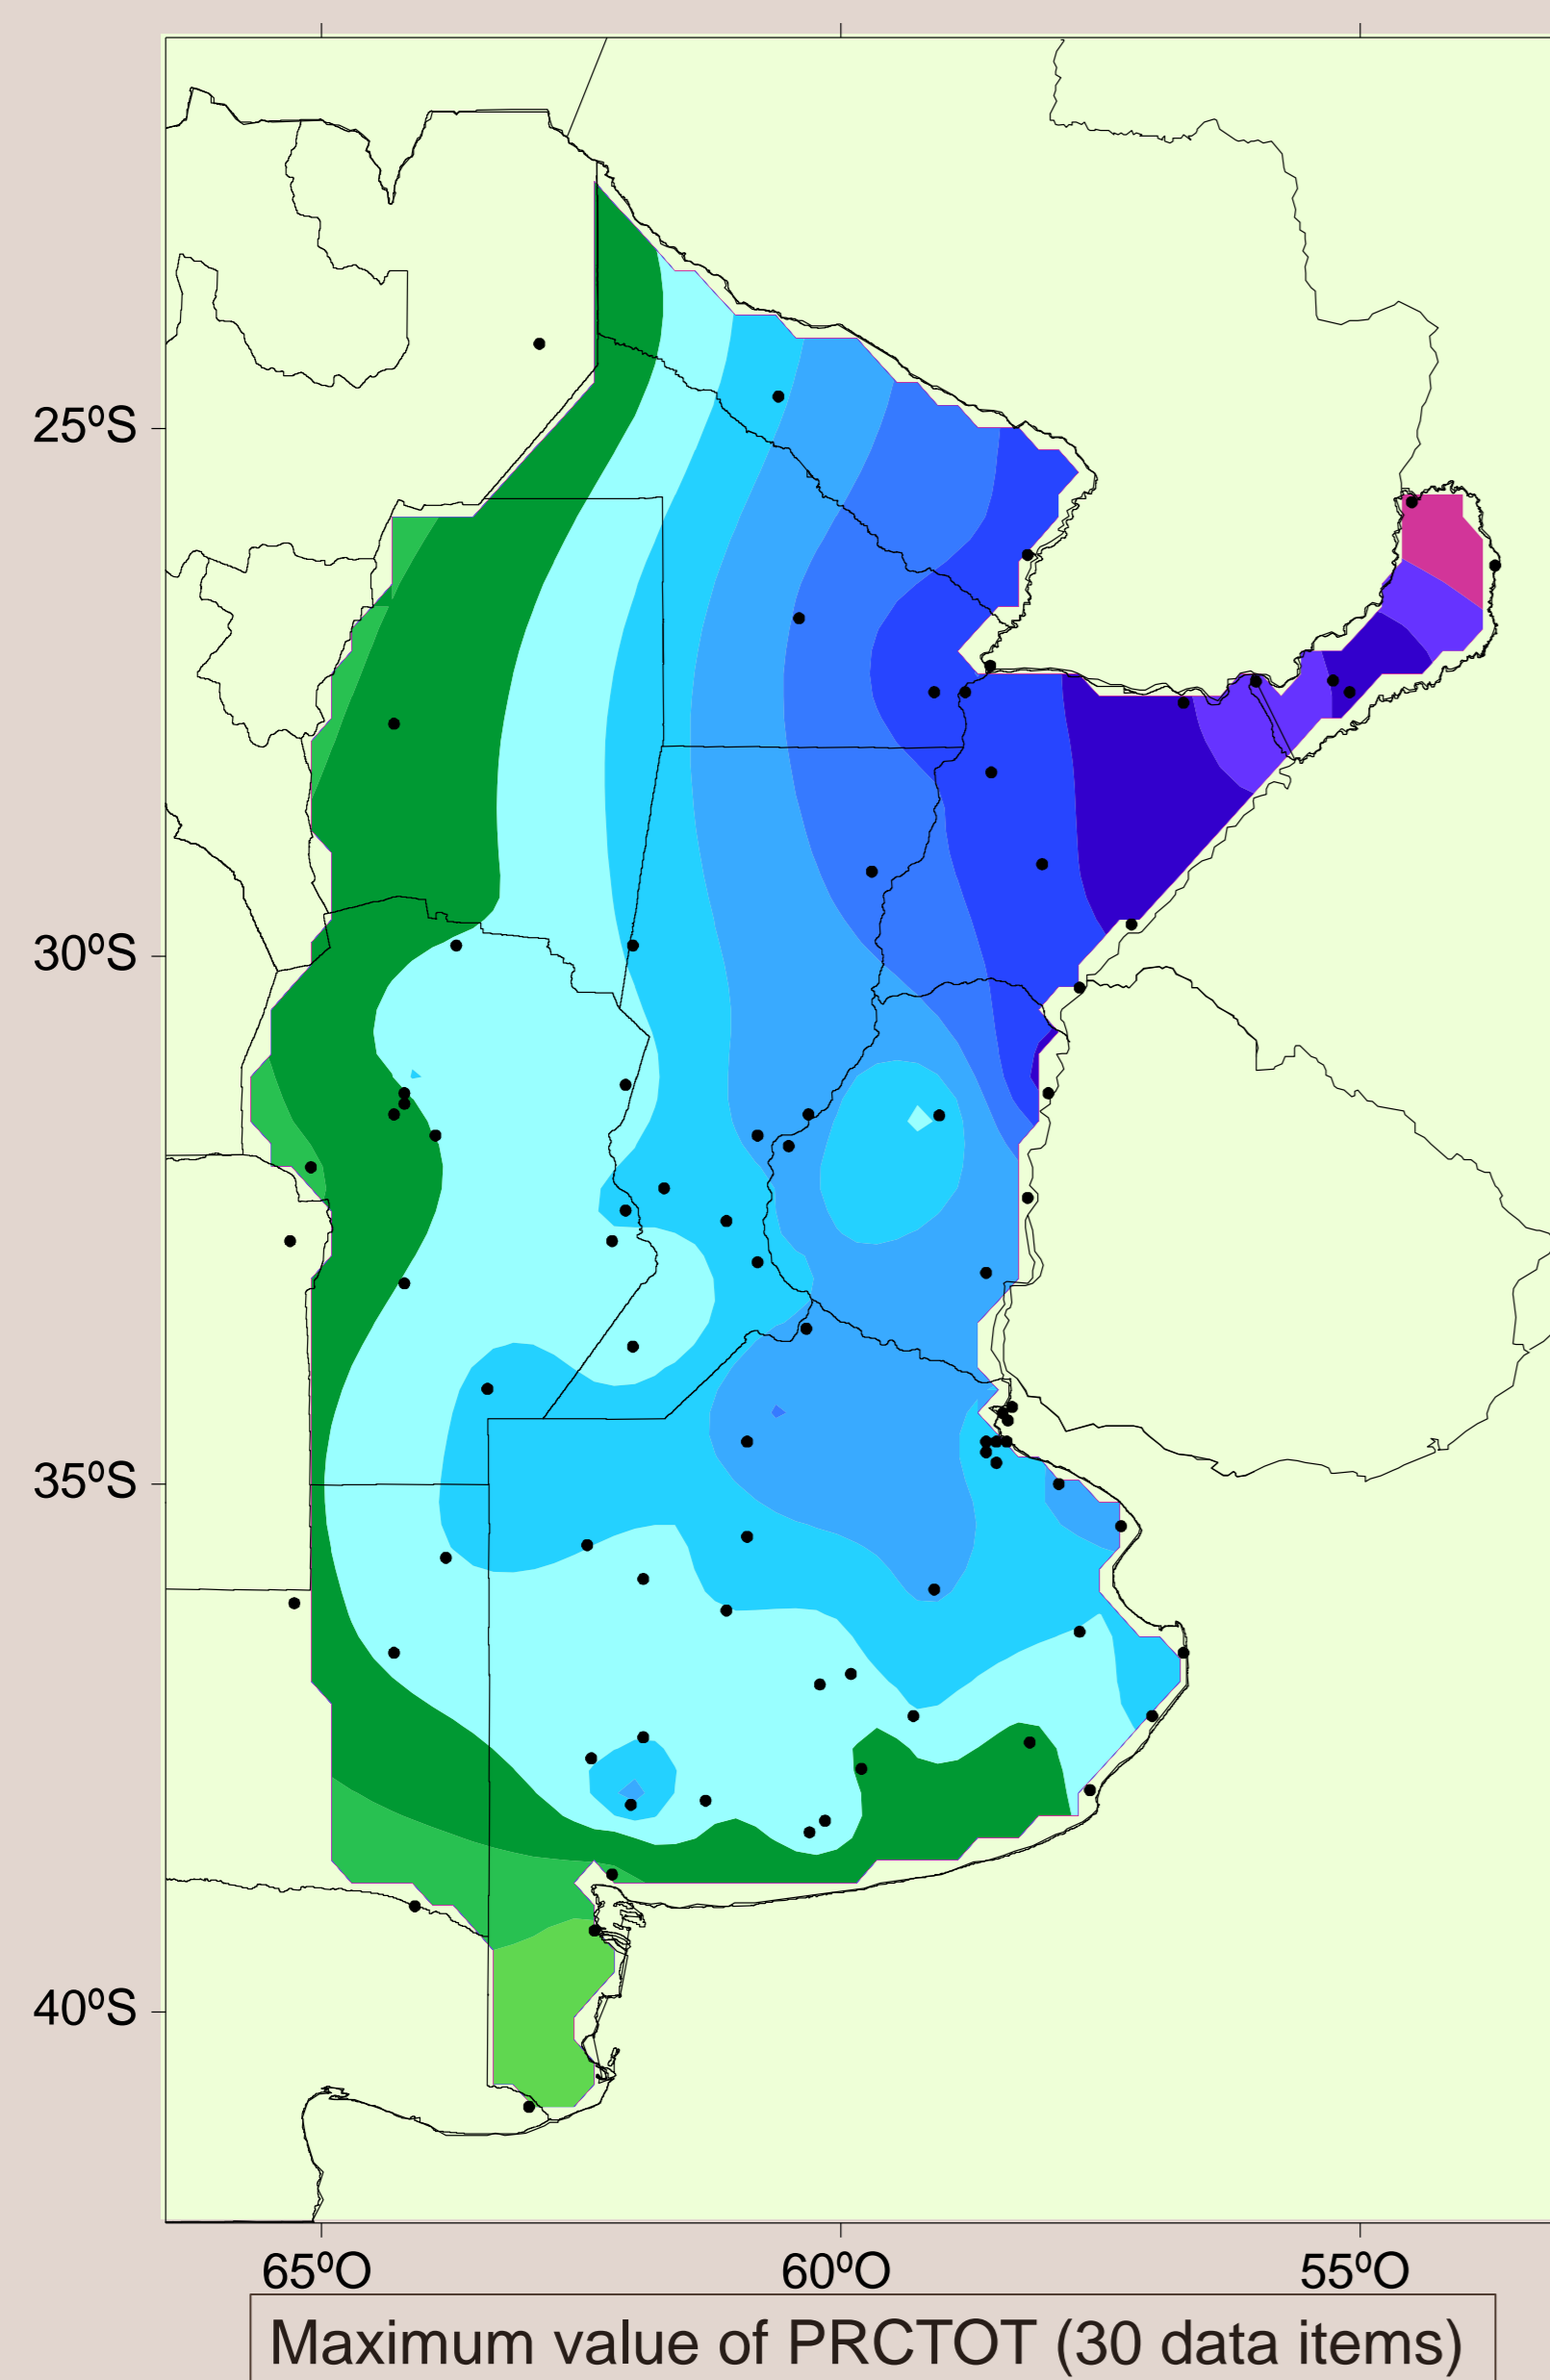 25ºS
30ºS
35ºS
40ºS
65ºO 60ºO 55ºO
Maximum value of PRCTOT (30 data items)